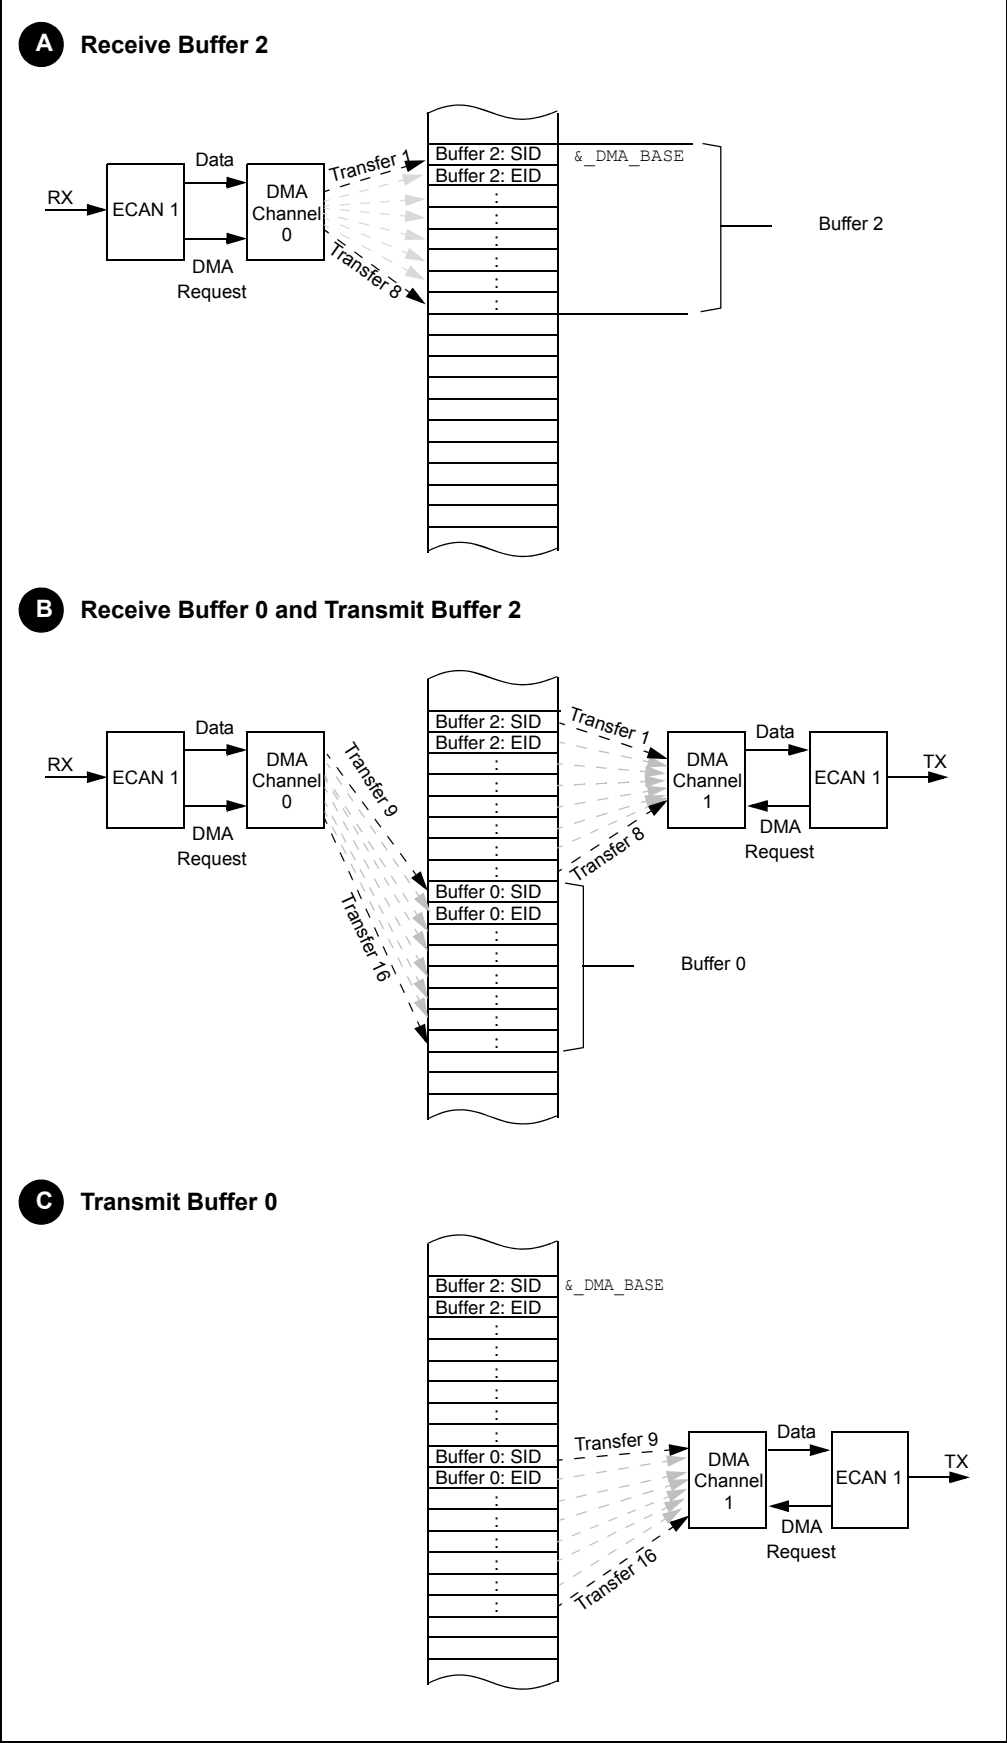 A Receive Buffer 2
Buffer 2: SID
&_DMA_BASE
Buffer 2: EID
Transfer 1
Transfer 8
RX
ECAN 1
Data
DMA
Request
DMA
Channel
0
Buffer 2
B Receive Buffer 0 and Transmit Buffer 2
Buffer 2: SID
Buffer 2: EID
RX
ECAN 1
Data
DMA
Request
DMA
Channel
0
Transfer 9
Transfer 16
Transfer 1
Transfer 8
DMA
Channel
1
Data
DMA
Request
ECAN 1
TX
Buffer 0: SID
Buffer 0: EID
Buffer 0
C Transmit Buffer 0
Buffer 2: SID
&_DMA_BASE
Buffer 2: EID
Buffer 0: SID
Buffer 0: EID
Transfer 9
Transfer 16
DMA
Channel
1
Data
DMA
Request
ECAN 1
TX